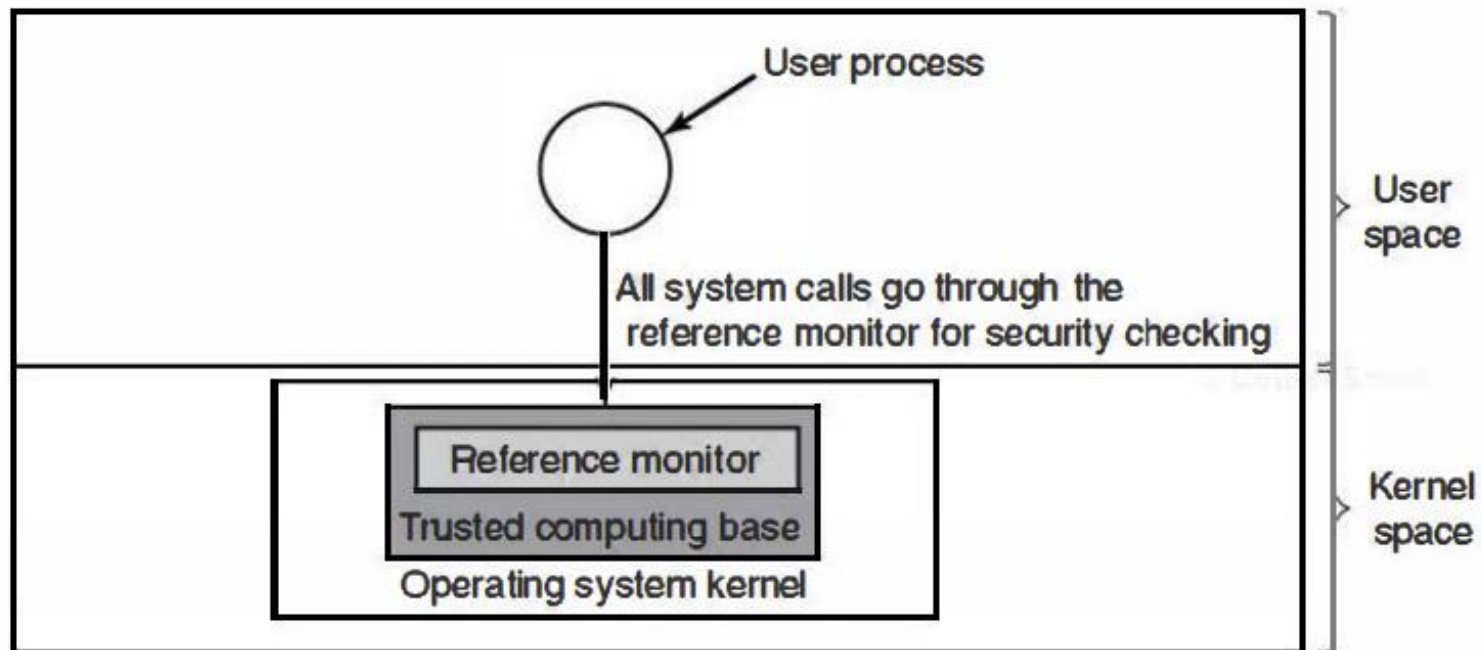 User process
User
space
All system calls go through the
reference monitor for security checking
Reference monitor
Trusted computing base
Operating system kernel
Kernel
space